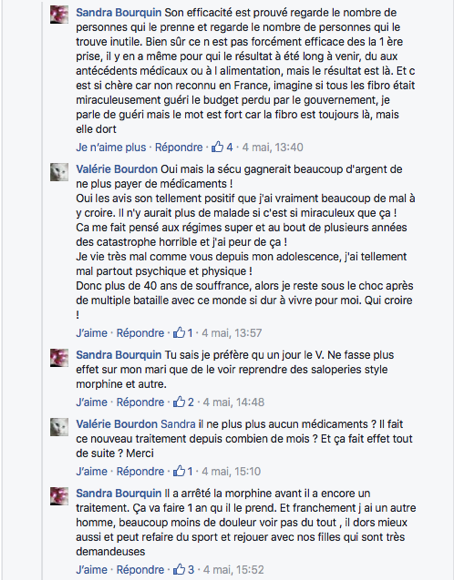 Sandra Bourquin Son efficacité est prouvé regarde le nombre de
personnes qui le prenne et regarde le nombre de personnes qui le
trouve inutile. Bien sûr ce n est pas forcément efficace des la 1 ère
prise, il y en a même pour qui le résultat à été long à venir, du aux
antécédents médicaux ou à l alimentation, mais le résultat est là. Et c
est si chère car non reconnu en France, imagine si tous les fibro était
miraculeusement guéri le budget perdu par le gouvernement, je
parle de guéri mais le mot est fort car la fibro est toujours là, mais
elle dort
Je n'aime plus · Répondre · 4 · 4 mai, 13:40
Valérie Bourdon Oui mais la sécu gagnerait beaucoup d'argent de
ne plus payer de médicaments !
Oui les avis son tellement positif que j'ai vraiment beaucoup de mal à
y croire. Il n'y aurait plus de malade si c'est si miraculeux que ça !
Ca me fait pensé aux régimes super et au bout de plusieurs années
des catastrophe horrible et j'ai peur de ça !
Je vie très mal comme vous depuis mon adolescence, j'ai tellement
mal partout psychique et physique !
Donc plus de 40 ans de souffrance, alors je reste sous le choc après
de multiple bataille avec ce monde si dur à vivre pour moi. Qui croire
!
J'aime · Répondre · 1 · 4 mai, 13:57
Sandra Bourquin Tu sais je préfère qu un jour le V. Ne fasse plus
effet sur mon mari que de le voir reprendre des saloperies style
morphine et autre.
J'aime · Répondre · 2 · 4 mai, 14:48
Valérie Bourdon Sandra il ne plus plus aucun médicaments ? Il fait
ce nouveau traitement depuis combien de mois ? Et ça fait effet tout
de suite ? Merci
J'aime · Répondre · 1 · 4 mai, 15:10
Sandra Bourquin Il a arrêté la morphine avant il a encore un
traitement. Ça va faire 1 an qu il le prend. Et franchement j ai un autre
homme, beaucoup moins de douleur voir pas du tout , il dors mieux
aussi et peut refaire du sport et rejouer avec nos filles qui sont très
demandeuses
J'aime · Répondre · 3 · 4 mai, 15:52